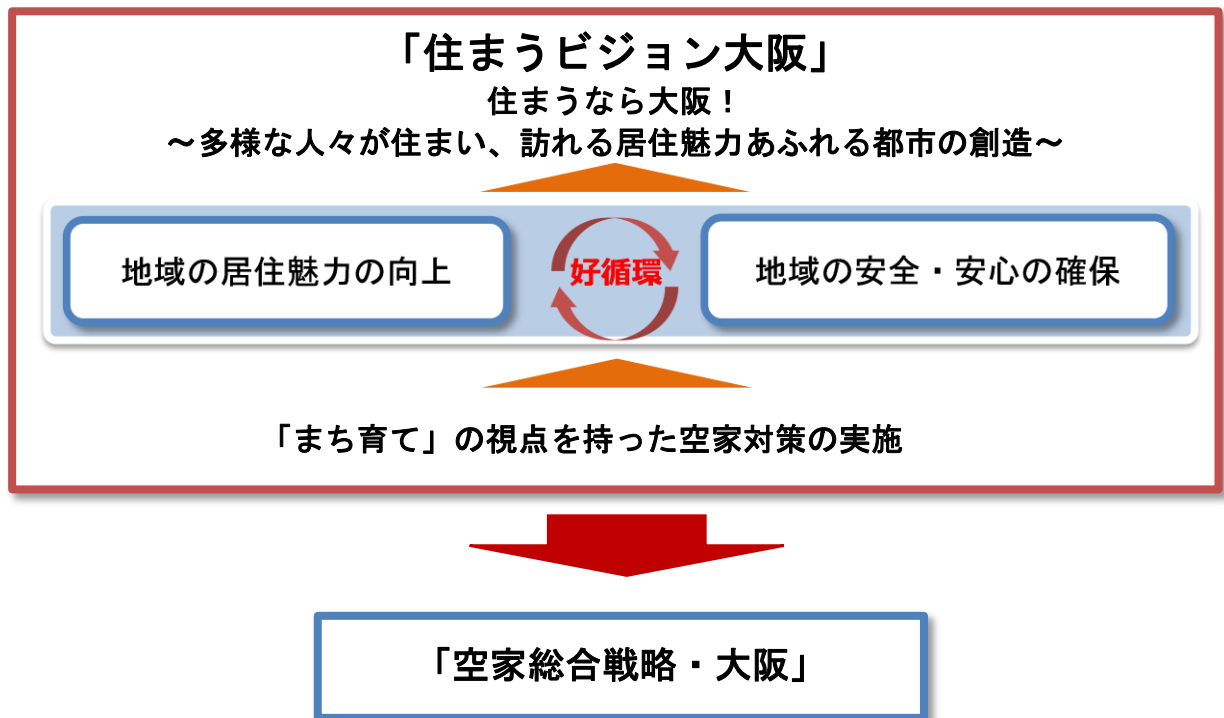 「住まうビジョン大阪」
住まうなら大阪！
～多様な人々が住まい、訪れる居住魅力あふれる都市の創造～
地域の居住魅力の向上
好循環
地域の安全・安心の確保
「まち育て」の視点を持った空家対策の実施
「空家総合戦略・大阪」